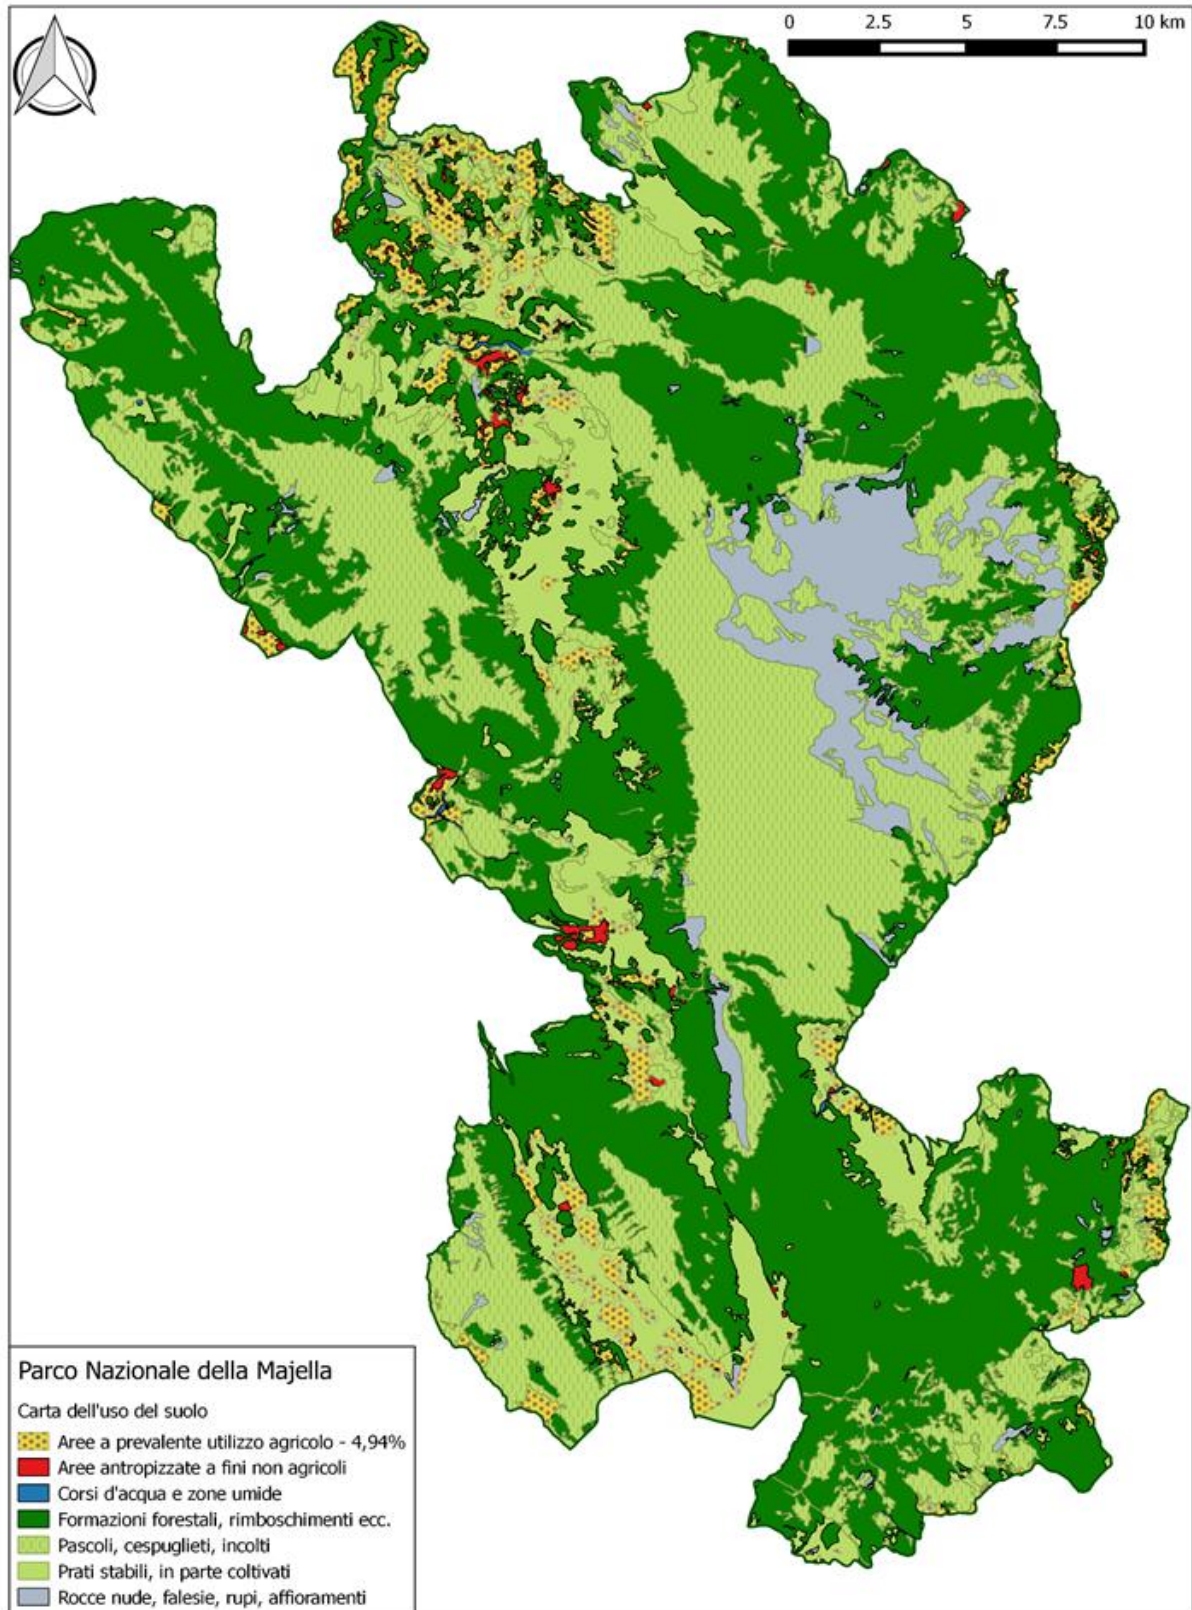 0 2.5 5 7.5 10 km
Parco Nazionale della Majella
Carta dell'uso del suolo
Aree a prevalente utilizzo agricolo - 4,94%
Aree antropizzate a fini non agricoli
Corsi d'acqua e zone umide
Formazioni forestali, rimboschimenti ecc.
Pascoli, cespuglieti, incolti
Prati stabili, in parte coltivati
Rocce nude, falesie, rupi, affioramenti